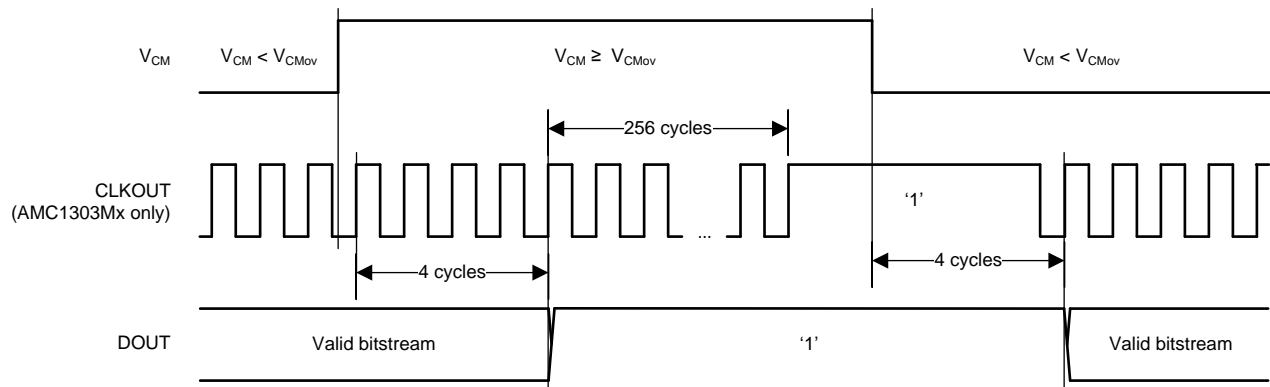 V_CM
V_CM < V_CMov
V_CM ≥ V_CMov
V_CM < V_CMov
256 cycles
CLKOUT
(AMC1303Mx only)
...
‘1’
4 cycles
4 cycles
DOUT
Valid bitstream
‘1’
Valid bitstream